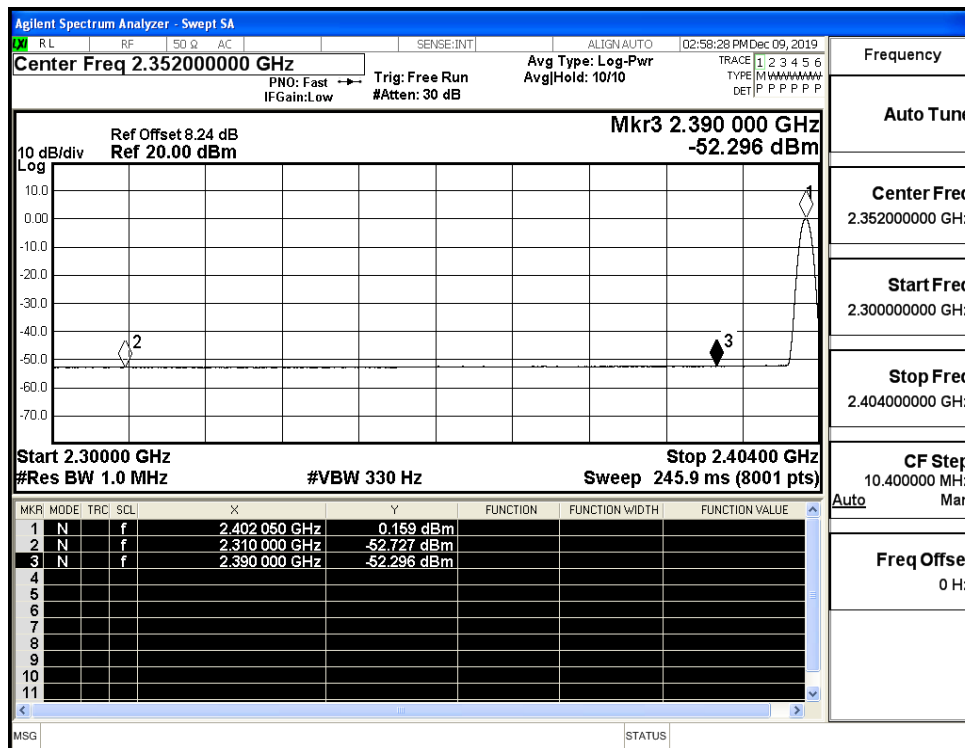 Agilent Spectrum Analyzer - Swept SA
LXI RL RF 50 Ω AC SENSE:INT ALIGN AUTO 02:58:28 PM Dec 09, 2019
Center Freq 2.352000000 GHz
PNO: Fast
IFGain:Low
Trig: Free Run
#Atten: 30 dB
Avg Type: Log-Pwr
Avg|Hold: 10/10
TRACE 1 2 3 4 5 6
TYPE M W W W W W
DET P P P P P P
Ref Offset 8.24 dB
10 dB/div Ref 20.00 dBm
Log
Mkr3 2.390 000 GHz
-52.296 dBm
10.0
0.00
-10.0
-20.0
-30.0
-40.0
-50.0
-60.0
-70.0
1
2
3
Start 2.30000 GHz Stop 2.40400 GHz
#Res BW 1.0 MHz #VBW 330 Hz Sweep 245.9 ms (8001 pts)
MKR MODE TRC SCL X Y FUNCTION FUNCTION WIDTH FUNCTION VALUE
1 N f 2.402 050 GHz 0.159 dBm
2 N f 2.310 000 GHz -52.727 dBm
3 N f 2.390 000 GHz -52.296 dBm
4
5
6
7
8
9
10
11
MSG STATUS
Frequency
Auto Tune
Center Freq
2.352000000 GHz
Start Freq
2.300000000 GHz
Stop Freq
2.404000000 GHz
CF Step
10.400000 MHz
Auto Man
Freq Offset
0 Hz